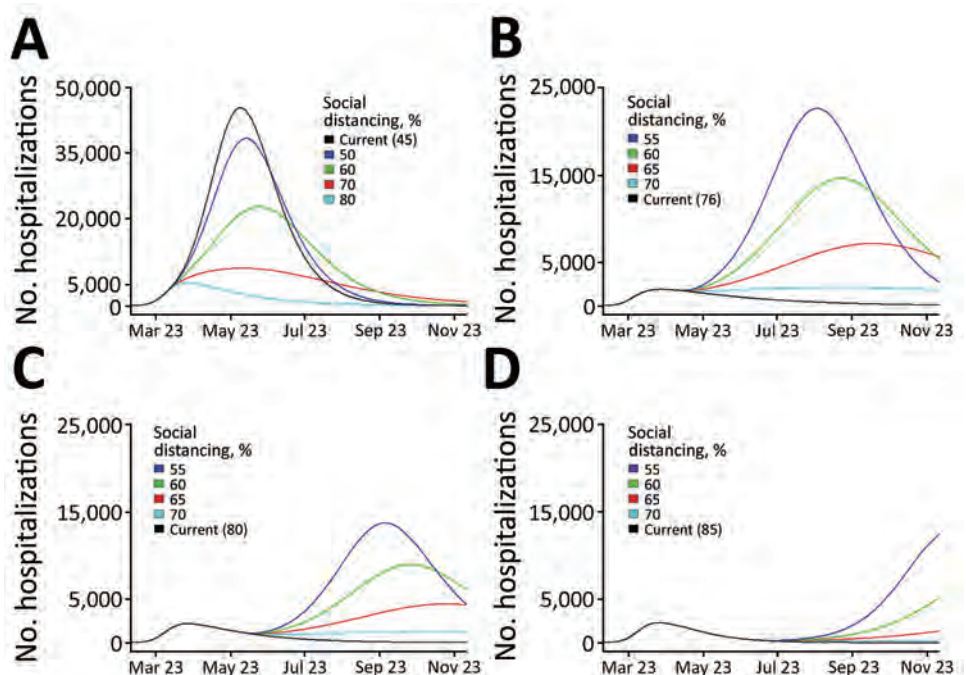 A
No. hospitalizations
50,000
35,000
20,000
5,000
0
Social
distancing, %
Current (45)
50
60
70
80
Mar 23 May 23 Jul 23 Sep 23 Nov 23
B
No. hospitalizations
25,000
15,000
5,000
0
Social
distancing, %
55
60
65
70
Current (76)
Mar 23 May 23 Jul 23 Sep 23 Nov 23
C
No. hospitalizations
25,000
15,000
5,000
0
Social
distancing, %
55
60
65
70
Current (80)
Mar 23 May 23 Jul 23 Sep 23 Nov 23
D
No. hospitalizations
25,000
15,000
5,000
0
Social
distancing, %
55
60
65
70
Current (85)
Mar 23 May 23 Jul 23 Sep 23 Nov 23